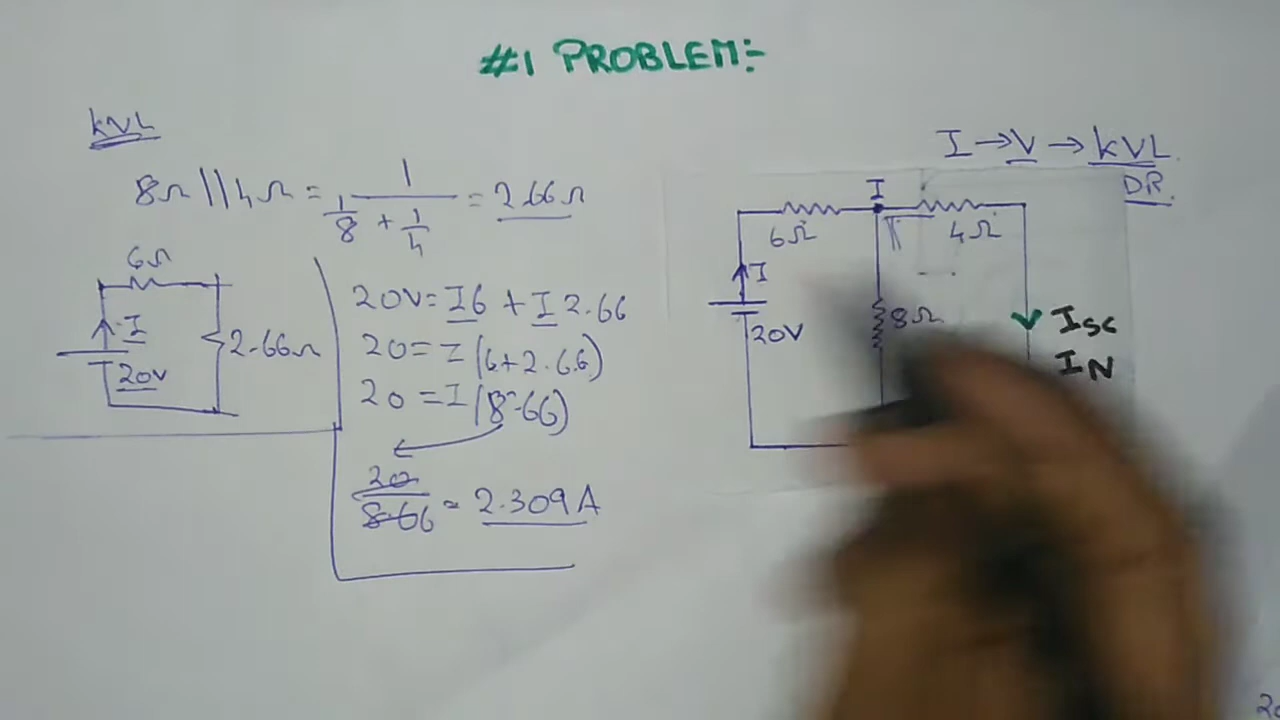 #1 PROBLEM:-
KVL
8Ω || 4Ω = 1 / (1/8 + 1/4) = 2.66Ω
6Ω
I
20V
2.66Ω
20V = I6 + I 2.66
20 = I (6+2.66)
20 = I (8.66)
20/8.66 = 2.309A
I → V → KVL
DR
I
6Ω
4Ω
I
20V
8Ω
ISC
IN